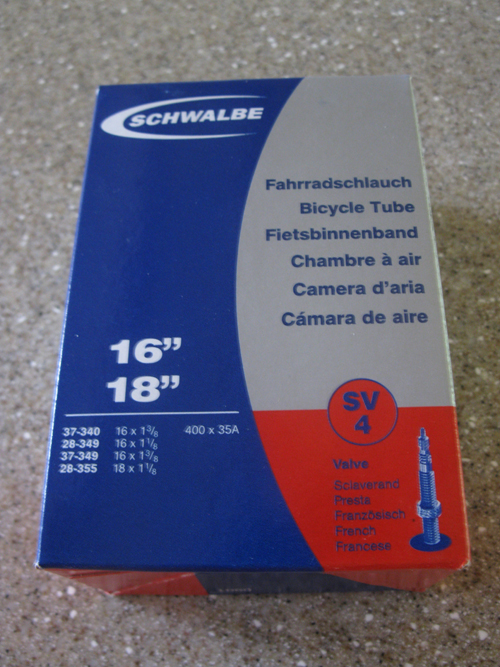 SCHWALBE
Fahrradschlauch
Bicycle Tube
Fietsbinnenband
Chambre à air
Camera d'aria
Cámara de aire
16”
18”
37-340 16 x 1 3/8 400 x 35A
28-349 16 x 1 1/8
37-349 16 x 1 3/8
28-355 18 x 1 1/8
SV
4
Valve
Sclaverand
Presta
Französisch
French
Francese